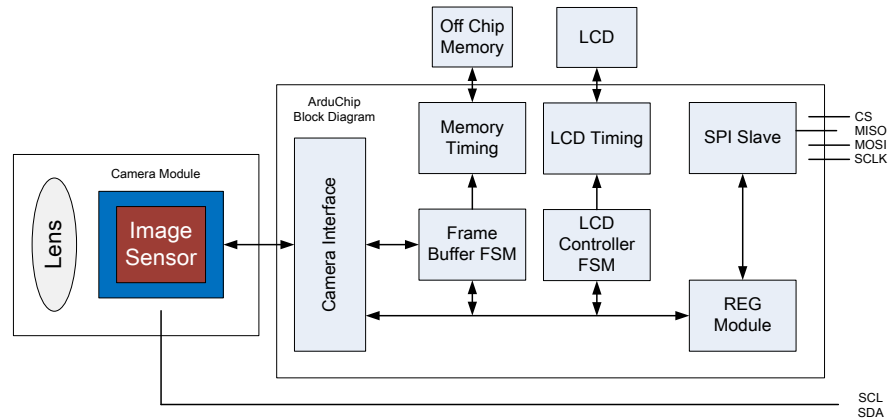 Off Chip
Memory
LCD
ArduChip
Block Diagram
Memory
Timing
LCD Timing
SPI Slave
CS
MISO
MOSI
SCLK
Camera Module
Lens
Image
Sensor
Camera Interface
Frame
Buffer FSM
LCD
Controller
FSM
REG
Module
SCL
SDA